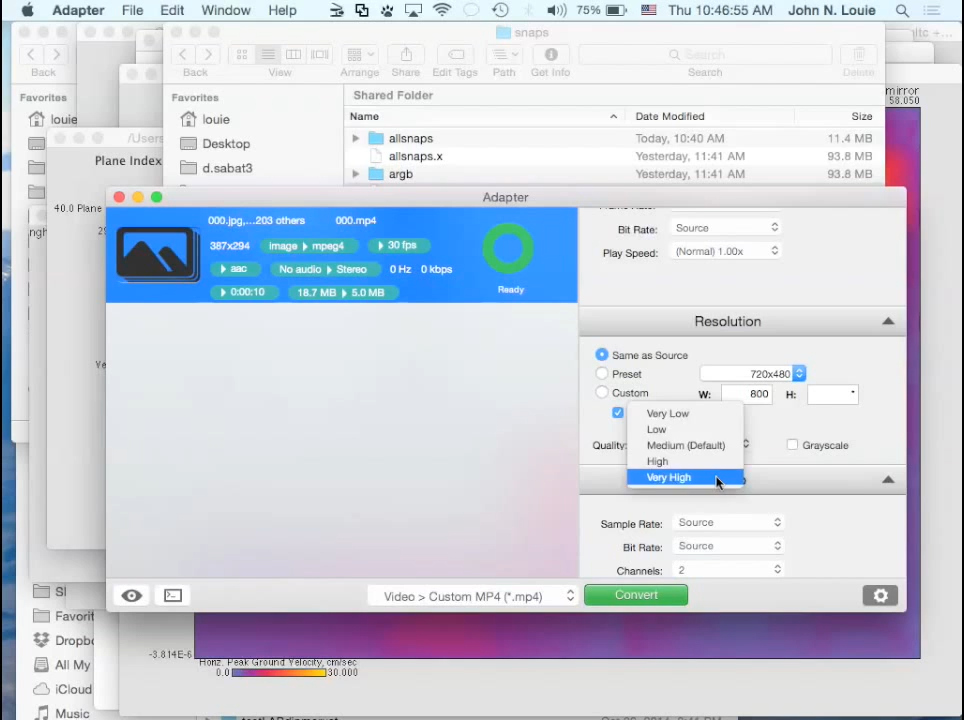 Adapter File Edit Window Help 75% Thu 10:46:55 AM John N. Louie
snaps
Back
Back View Arrange Share Edit Tags Path Get Info Search Delete
Search
mirror
58.050
Favorites
louie
Favorites
louie
Desktop
d.sabat3
Shared Folder
Name Date Modified Size
allsnaps Today, 10:40 AM 11.4 MB
allsnaps.x Yesterday, 11:41 AM 93.8 MB
argb Yesterday, 11:41 AM 93.8 MB
/Users
Plane Index
40.0 Plane
Adapter
000.jpg,...203 others 000.mp4
387x294 Image mpeg4 30 fps
aac No audio Stereo 0 Hz 0 kbps
0:00:10 18.7 MB 5.0 MB
Ready
Bit Rate: Source
Play Speed: (Normal) 1.00x
Resolution
Same as Source
Preset 720x480
Custom W: 800 H:
Very Low
Low
Quality: Medium (Default) Grayscale
High
Very High
Sample Rate: Source
Bit Rate: Source
Channels: 2
Video > Custom MP4 (*.mp4) Convert
Favorit
Dropbo
All My
iCloud
Music
-3.814E-6
Horiz. Peak Ground Velocity, cm/sec
0.0 30.000